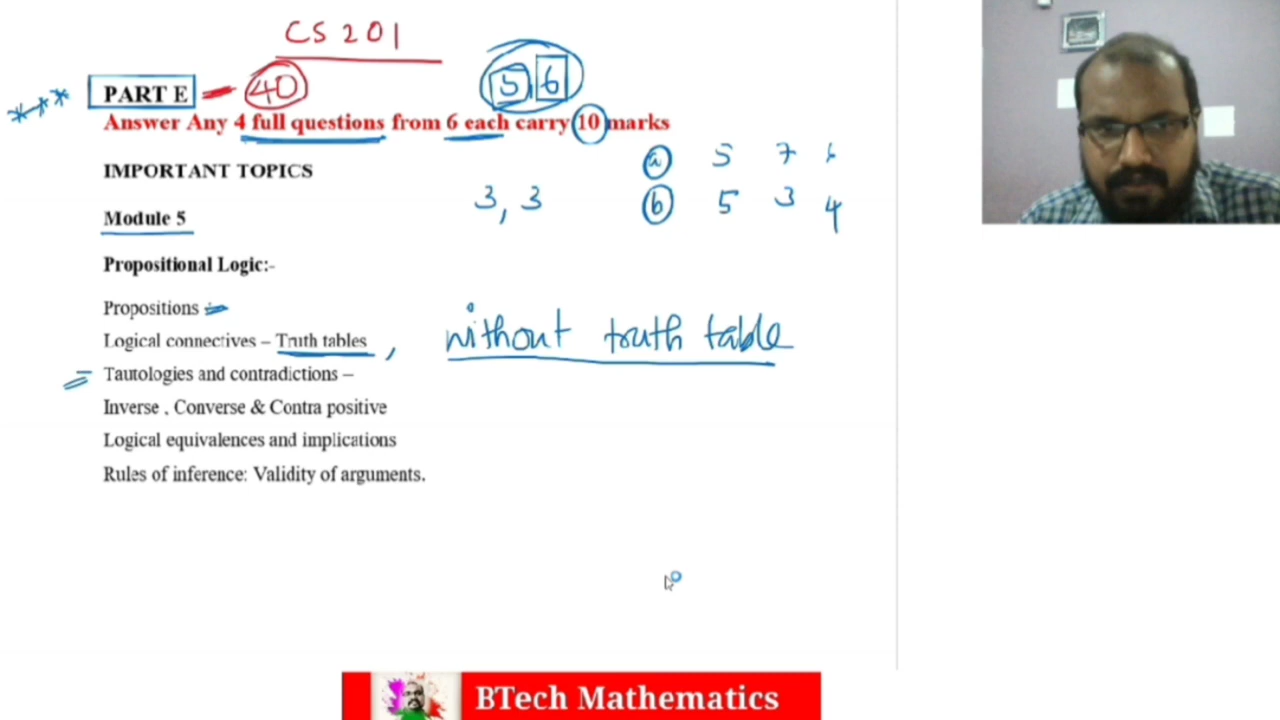 CS 201
PART E 40 5, 6
Answer Any 4 full questions from 6 each carry 10 marks
IMPORTANT TOPICS
a 5 7
3, 3 b 5 3 4
Module 5
Propositional Logic:-
Propositions
Logical connectives – Truth tables , without truth table
Tautologies and contradictions –
Inverse , Converse & Contra positive
Logical equivalences and implications
Rules of inference: Validity of arguments.
BTech Mathematics